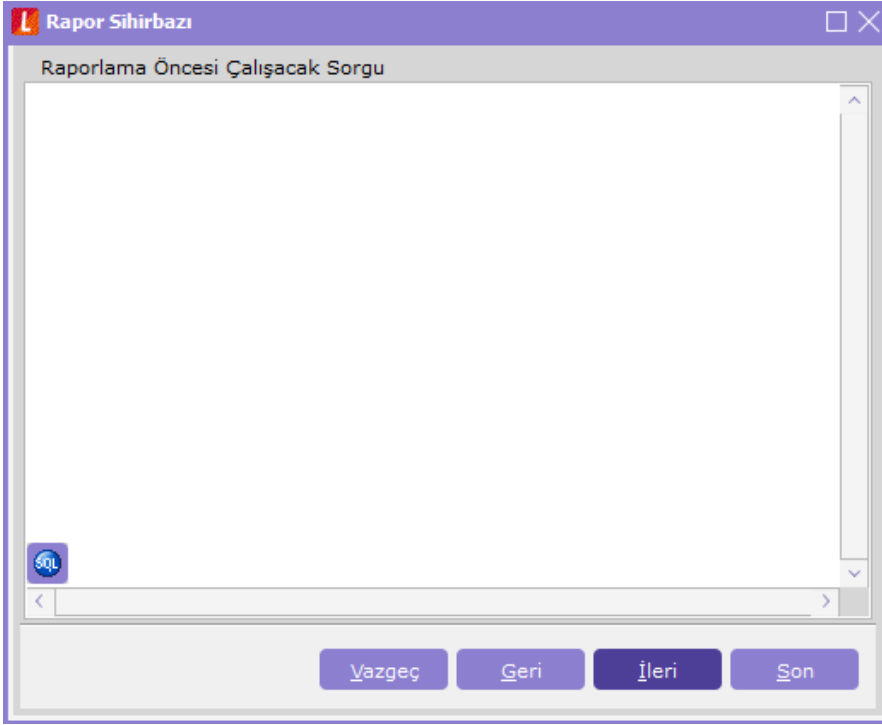 L Rapor Sihirbazı
Raporlama Öncesi Çalışacak Sorgu
SQL
Vazgeç Geri İleri Son